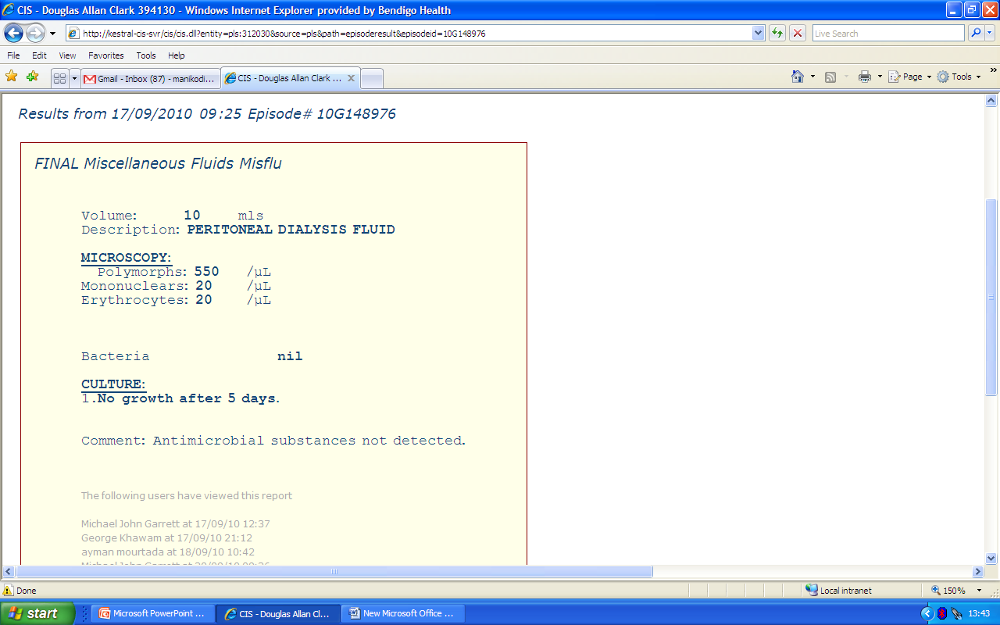 CIS - Douglas Allan Clark 394130 - Windows Internet Explorer provided by Bendigo Health
http://kestral-cis-svr/cis/cis.dll?entity=pls:312030&source=pls&path=episoderesult&episodeid=10G148976
Live Search
File Edit View Favorites Tools Help
Gmail - Inbox (87) - manikodi...
CIS - Douglas Allan Clark ...
Page Tools
Results from 17/09/2010 09:25 Episode# 10G148976
FINAL Miscellaneous Fluids Misflu
Volume: 10 mls
Description: PERITONEAL DIALYSIS FLUID
MICROSCOPY:
Polymorphs: 550 /µL
Mononuclears: 20 /µL
Erythrocytes: 20 /µL
Bacteria nil
CULTURE:
1.No growth after 5 days.
Comment: Antimicrobial substances not detected.
The following users have viewed this report
Michael John Garrett at 17/09/10 12:37
George Khawam at 17/09/10 21:12
ayman mourtada at 18/09/10 10:42
Michael John Garrett at
Done
Local intranet
150%
start
Microsoft PowerPoint ...
CIS - Douglas Allan Cl...
New Microsoft Office ...
13:43